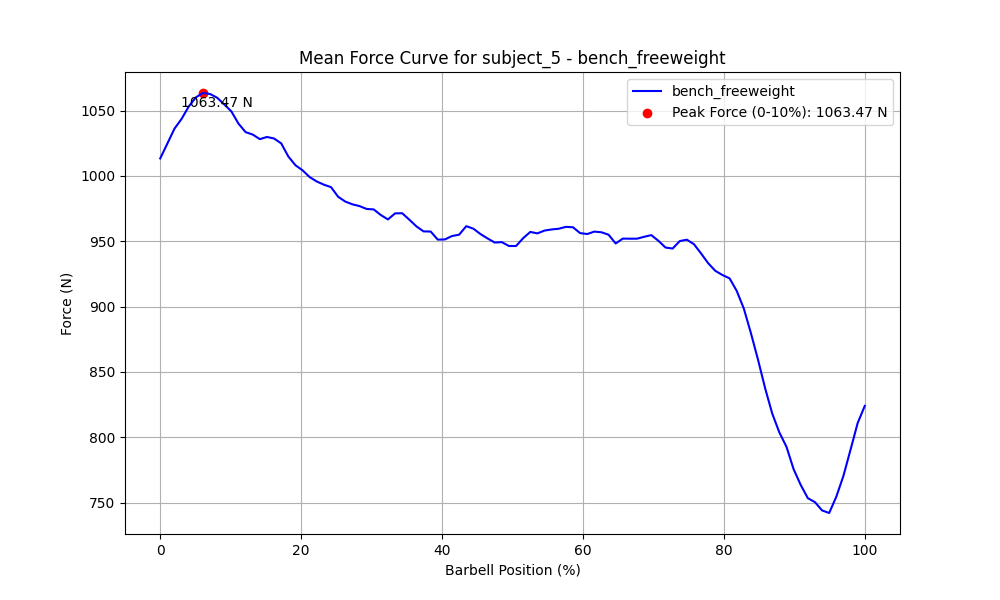 Mean Force Curve for subject_5 - bench_freeweight
bench_freeweight
Peak Force (0-10%): 1063.47 N
1063.47 N
1050
1000
950
900
850
800
750
Force (N)
0 20 40 60 80 100
Barbell Position (%)